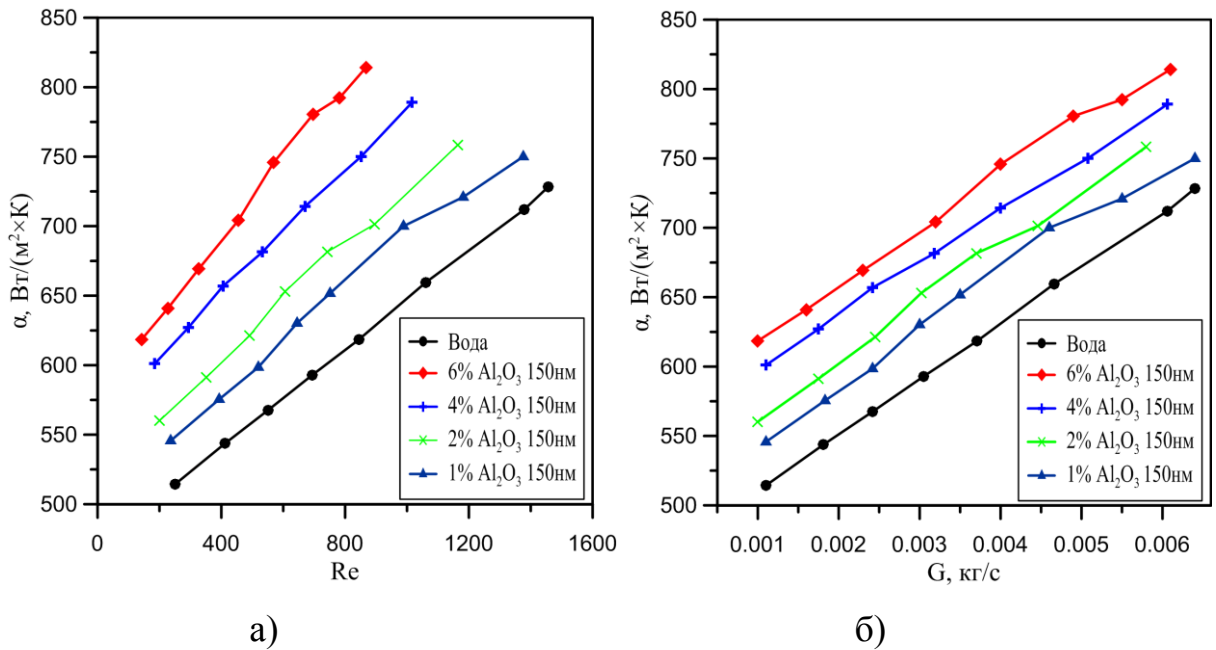 850
800
750
700
650
600
550
500
α, Вт/(м²×К)
0
400
800
1200
1600
Re
Вода
6% Al₂O₃ 150нм
4% Al₂O₃ 150нм
2% Al₂O₃ 150нм
1% Al₂O₃ 150нм
а)
850
800
750
700
650
600
550
500
α, Вт/(м²×К)
0.001
0.002
0.003
0.004
0.005
0.006
G, кг/с
Вода
6% Al₂O₃ 150нм
4% Al₂O₃ 150нм
2% Al₂O₃ 150нм
1% Al₂O₃ 150нм
б)